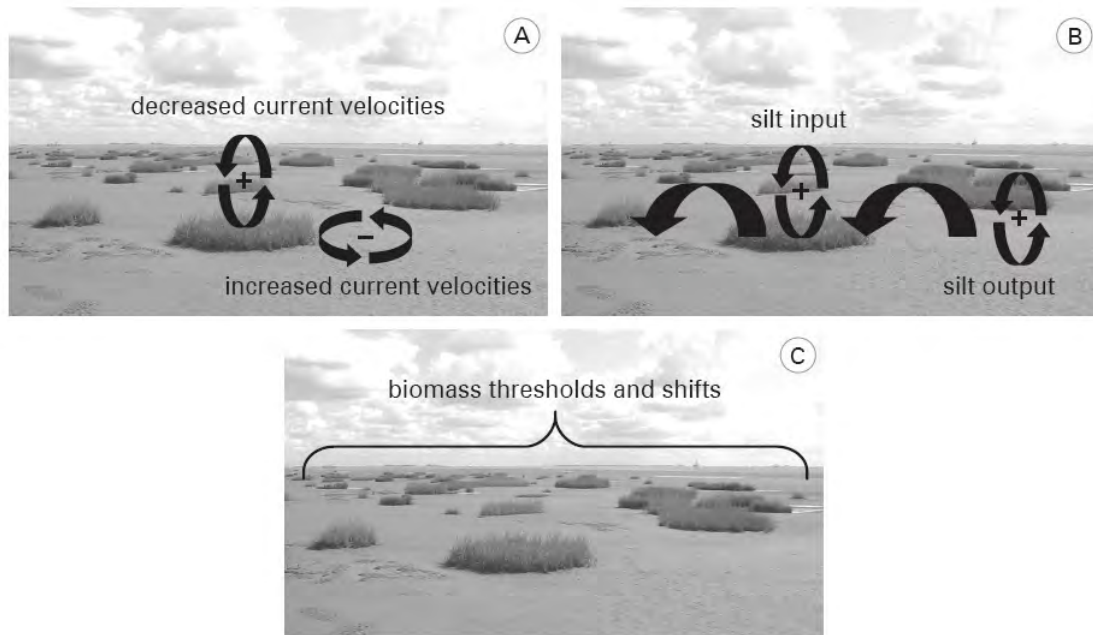 A
decreased current velocities
+
-
increased current velocities
B
silt input
+
+
silt output
C
biomass thresholds and shifts